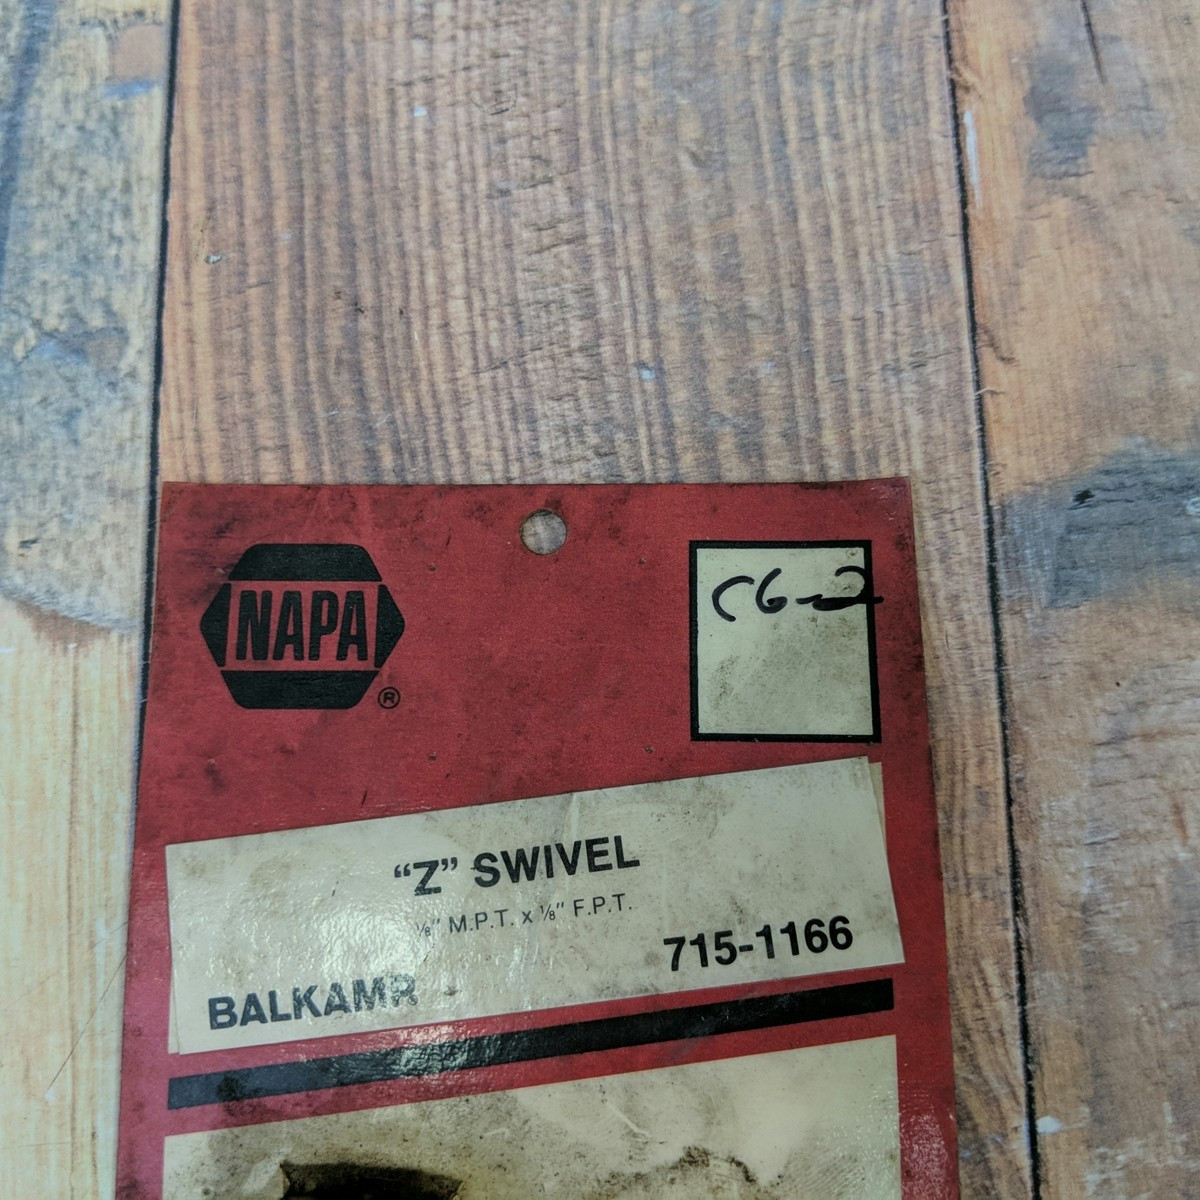 NAPA
®
C6-2
"Z" SWIVEL
⅛" M.P.T. x ⅛" F.P.T.
715-1166
BALKAMP